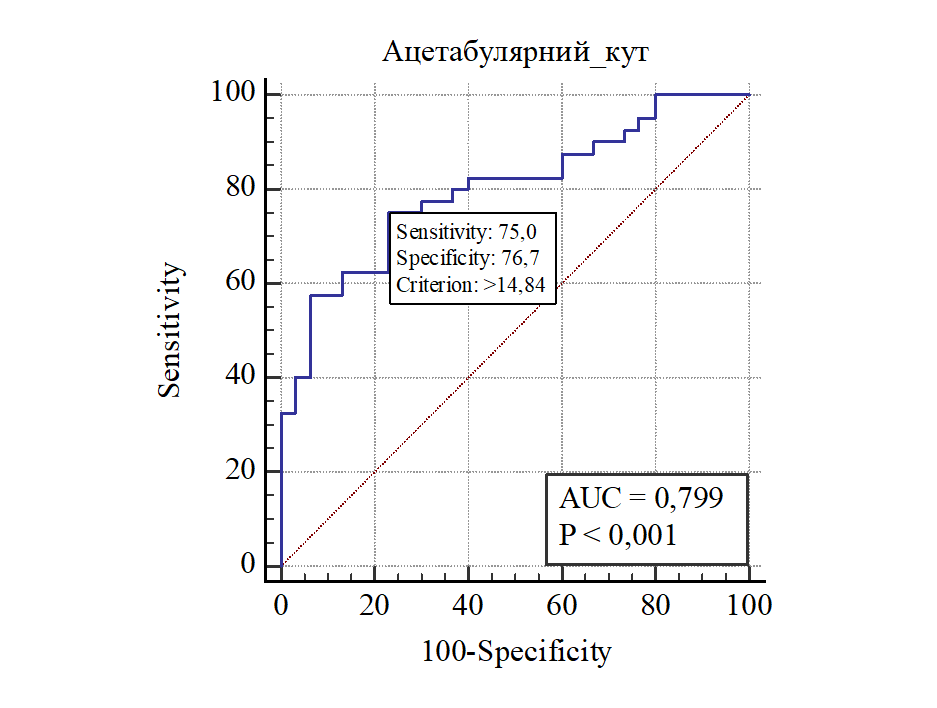 Ацетабулярний_кут
100
80
60
40
20
0
Sensitivity
Sensitivity: 75,0
Specificity: 76,7
Criterion: >14,84
AUC = 0,799
P < 0,001
0 20 40 60 80 100
100-Specificity